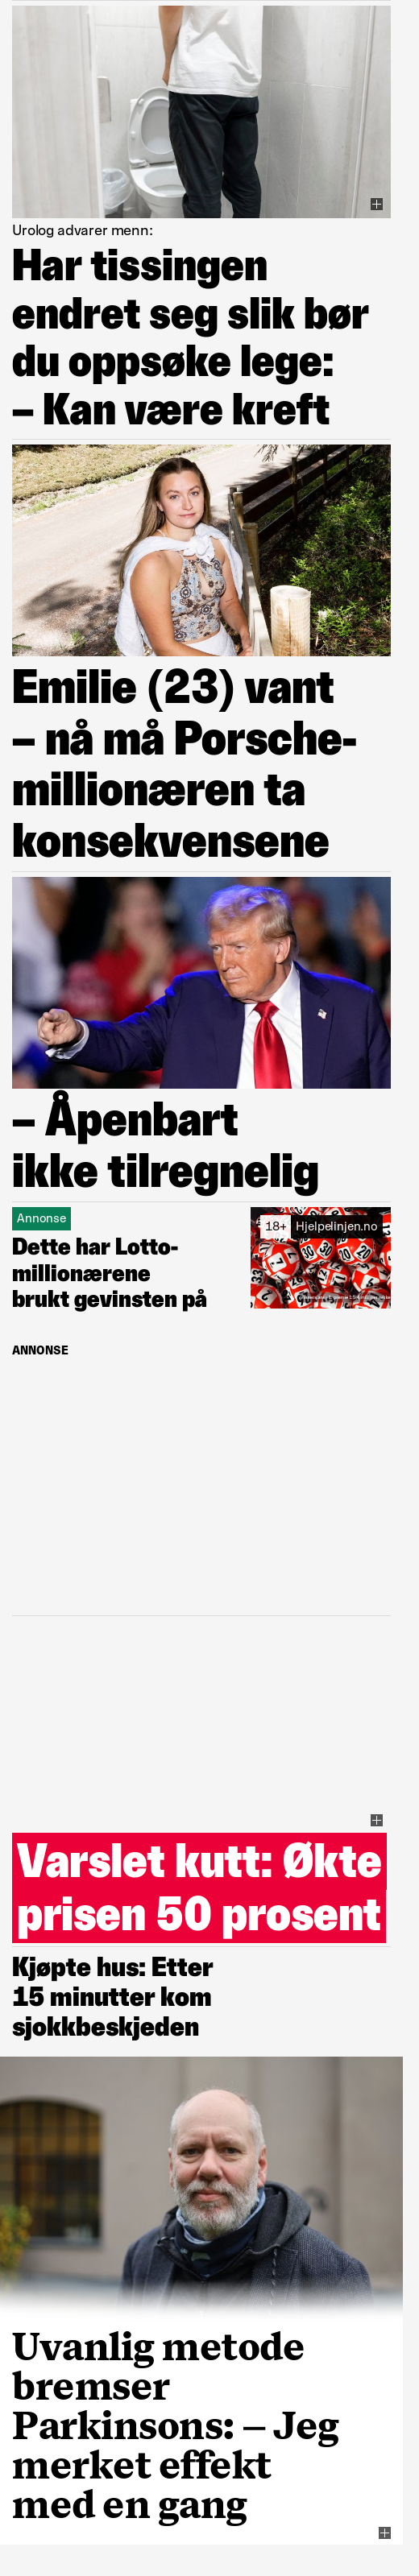 Urolog advarer menn:
Har tissingen
endret seg slik bør
du oppsøke lege:
– Kan være kreft
Emilie (23) vant
– nå må Porsche-
millionæren ta
konsekvensene
– Åpenbart
ikke tilregnelig
Annonse
Dette har Lotto-
millionærene
brukt gevinsten på
18+ Hjelpelinjen.no
ANNONSE
Varslet kutt: Økte
prisen 50 prosent
Kjøpte hus: Etter
15 minutter kom
sjokkbeskjeden
Uvanlig metode
bremser
Parkinsons: – Jeg
merket effekt
med en gang